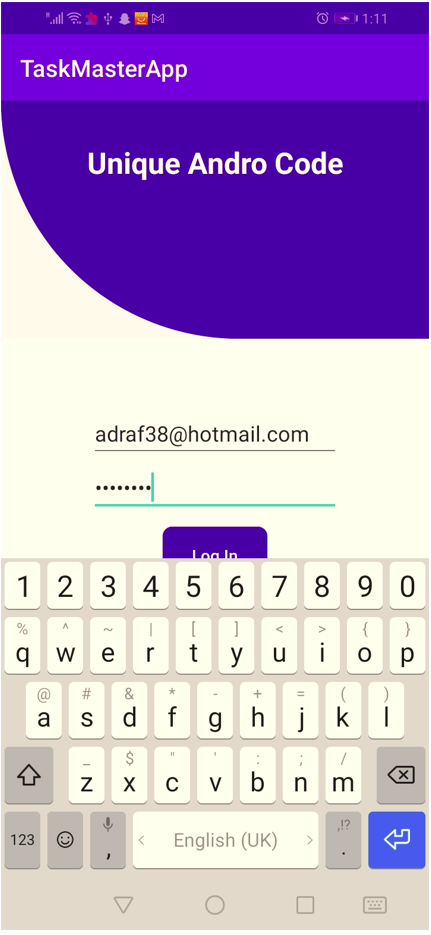 1:11
TaskMasterApp
Unique Andro Code
adraf38@hotmail.com
••••••••
Log In
1 2 3 4 5 6 7 8 9 0
% ^ ~ | [ ] < > { }
q w e r t y u i o p
@ # & * - + = ( )
a s d f g h j k l
_ $ " ' : ; /
z x c v b n m
,!?
123 , English (UK) .